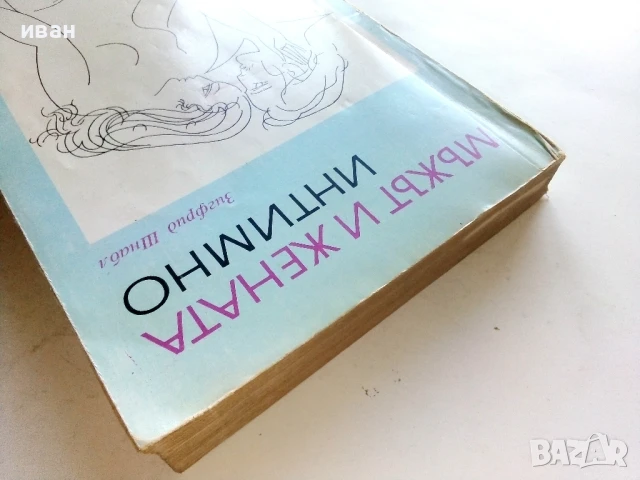 иван
Зигфрид Шнабл
МЪЖЪТ И ЖЕНАТА
ИНТИМНО
BAZAR